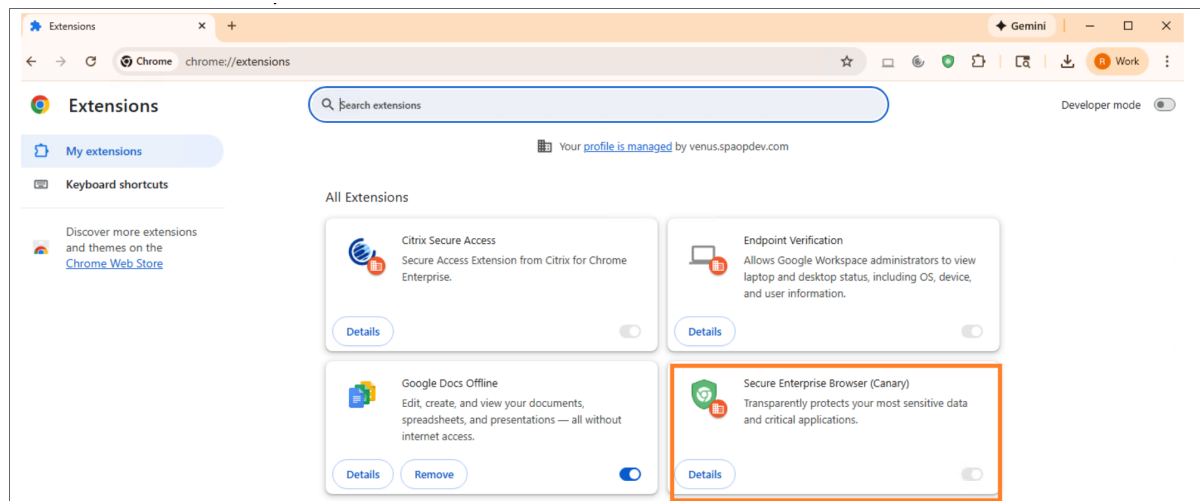 Extensions
Gemini
Chrome
chrome://extensions
R
Work
Extensions
Search extensions
Developer mode
My extensions
Your profile is managed by venus.spaopdev.com
Keyboard shortcuts
All Extensions
Discover more extensions
and themes on the
Chrome Web Store
Citrix Secure Access
Secure Access Extension from Citrix for Chrome
Enterprise.
Details
Endpoint Verification
Allows Google Workspace administrators to view
laptop and desktop status, including OS, device,
and user information.
Details
Google Docs Offline
Edit, create, and view your documents,
spreadsheets, and presentations — all without
internet access.
Details
Remove
Secure Enterprise Browser (Canary)
Transparently protects your most sensitive data
and critical applications.
Details